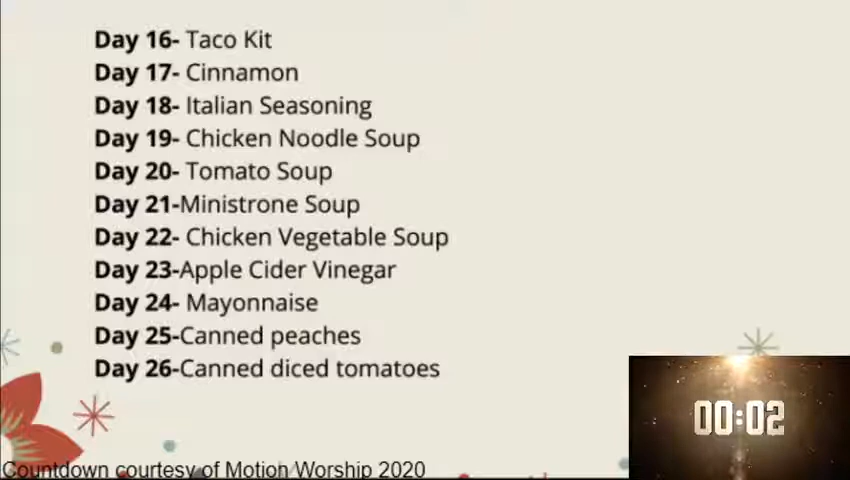 Day 16- Taco Kit
Day 17- Cinnamon
Day 18- Italian Seasoning
Day 19- Chicken Noodle Soup
Day 20- Tomato Soup
Day 21-Ministrone Soup
Day 22- Chicken Vegetable Soup
Day 23-Apple Cider Vinegar
Day 24- Mayonnaise
Day 25-Canned peaches
Day 26-Canned diced tomatoes
00:02
Countdown courtesy of Motion Worship 2020